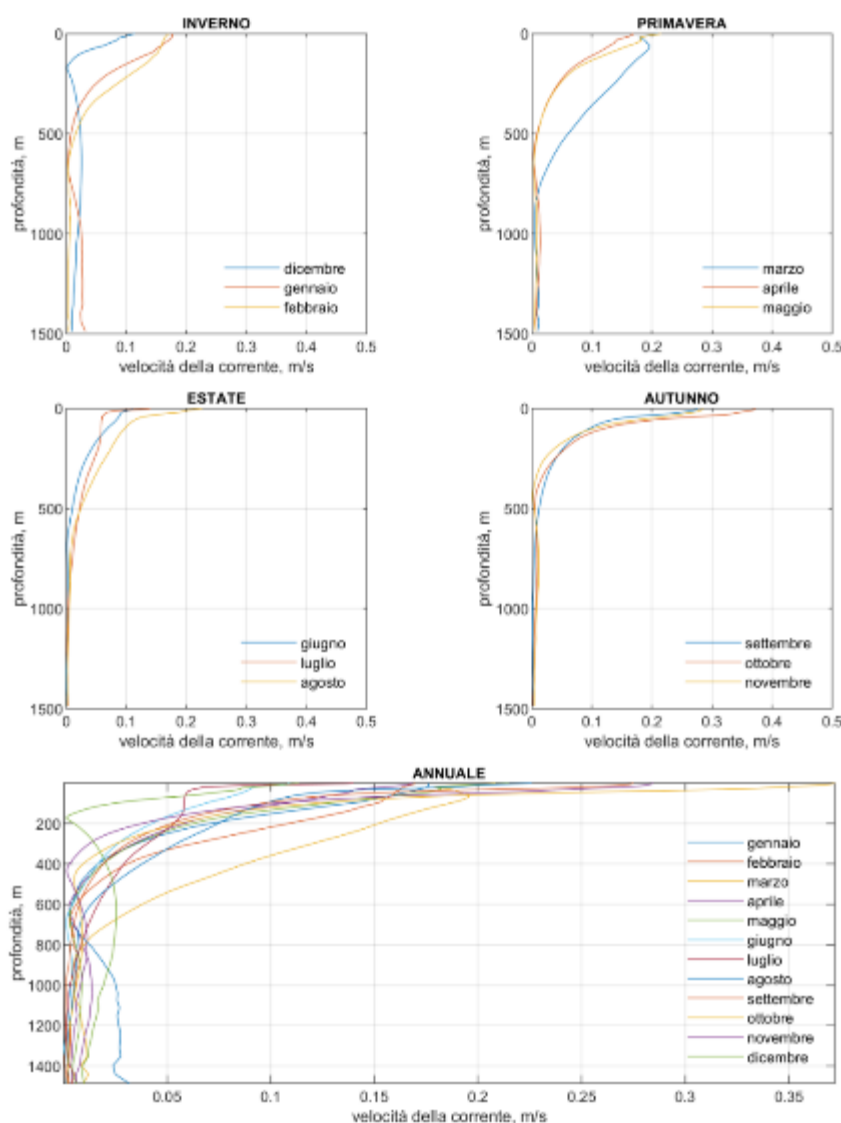 INVERNO
0
500
1000
1500
profondità, m
dicembre
gennaio
febbraio
0 0.1 0.2 0.3 0.4 0.5
velocità della corrente, m/s
PRIMAVERA
0
500
1000
1500
profondità, m
marzo
aprile
maggio
0 0.1 0.2 0.3 0.4 0.5
velocità della corrente, m/s
ESTATE
0
500
1000
1500
profondità, m
giugno
luglio
agosto
0 0.1 0.2 0.3 0.4 0.5
velocità della corrente, m/s
AUTUNNO
0
500
1000
1500
profondità, m
settembre
ottobre
novembre
0 0.1 0.2 0.3 0.4 0.5
velocità della corrente, m/s
ANNUALE
200
400
600
800
1000
1200
1400
profondità, m
gennaio
febbraio
marzo
aprile
maggio
giugno
luglio
agosto
settembre
ottobre
novembre
dicembre
0.05 0.1 0.15 0.2 0.25 0.3 0.35
velocità della corrente, m/s